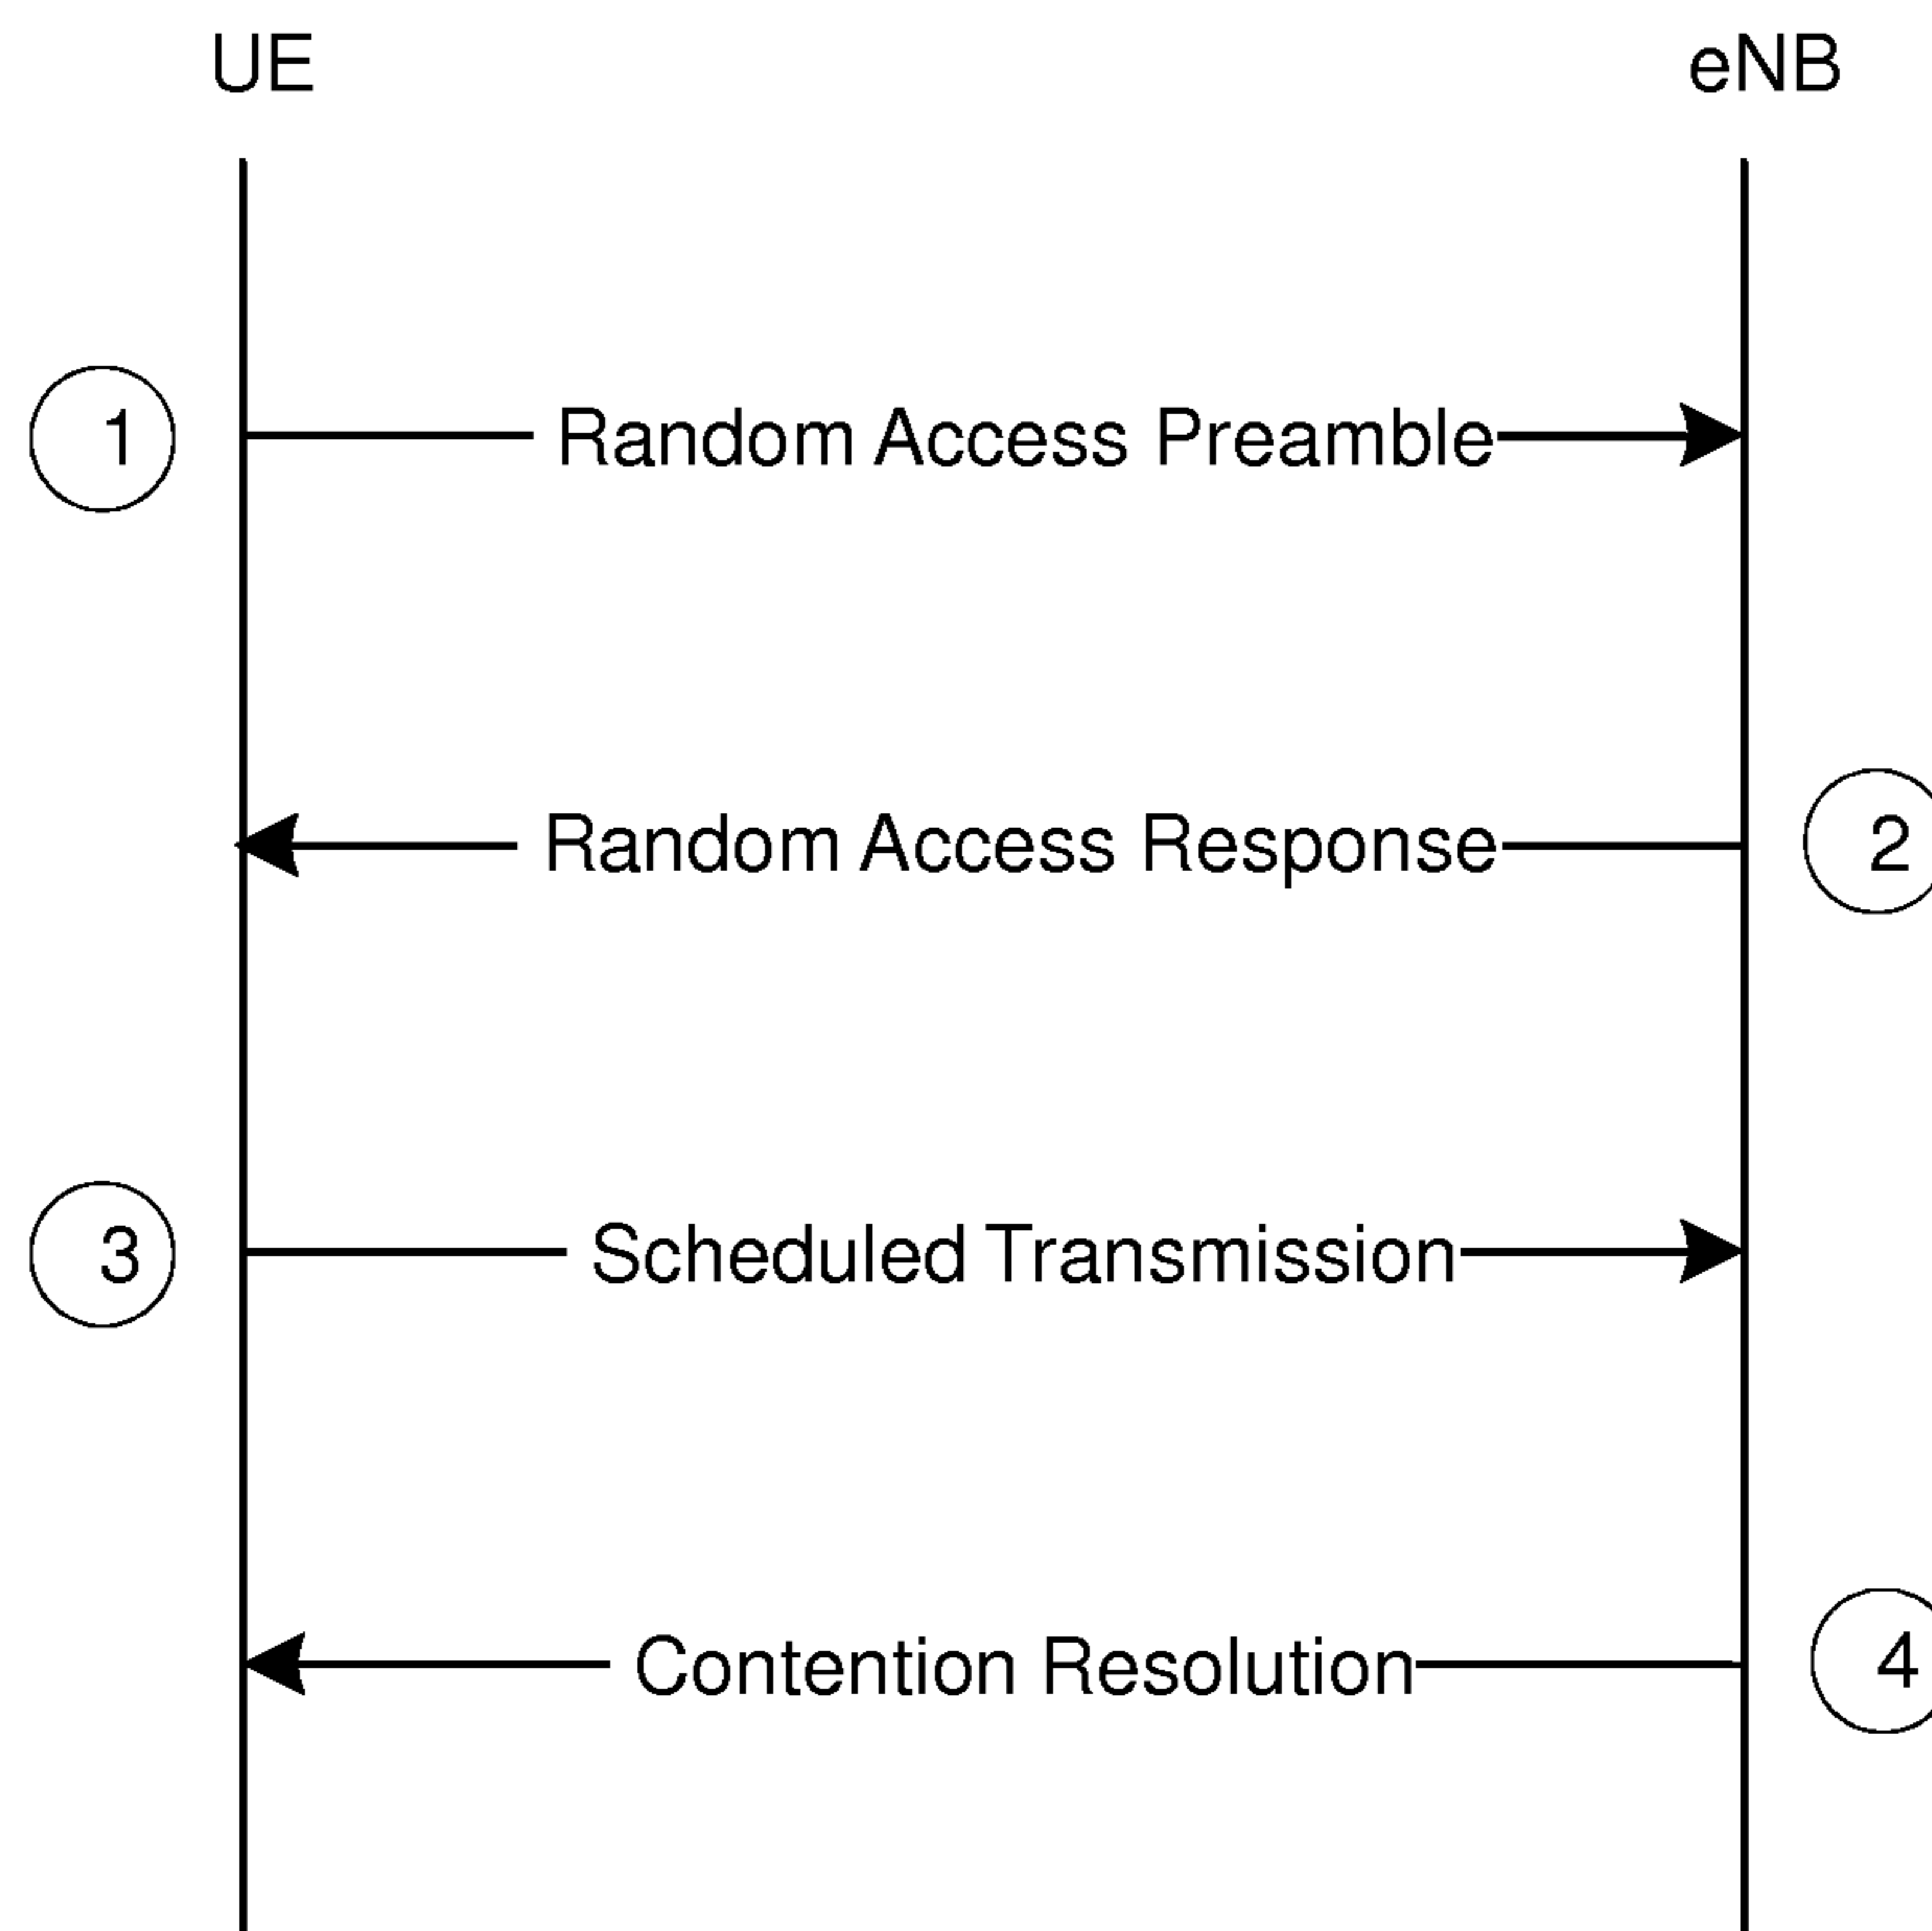 UE eNB
1 Random Access Preamble
Random Access Response 2
3 Scheduled Transmission
Contention Resolution 4